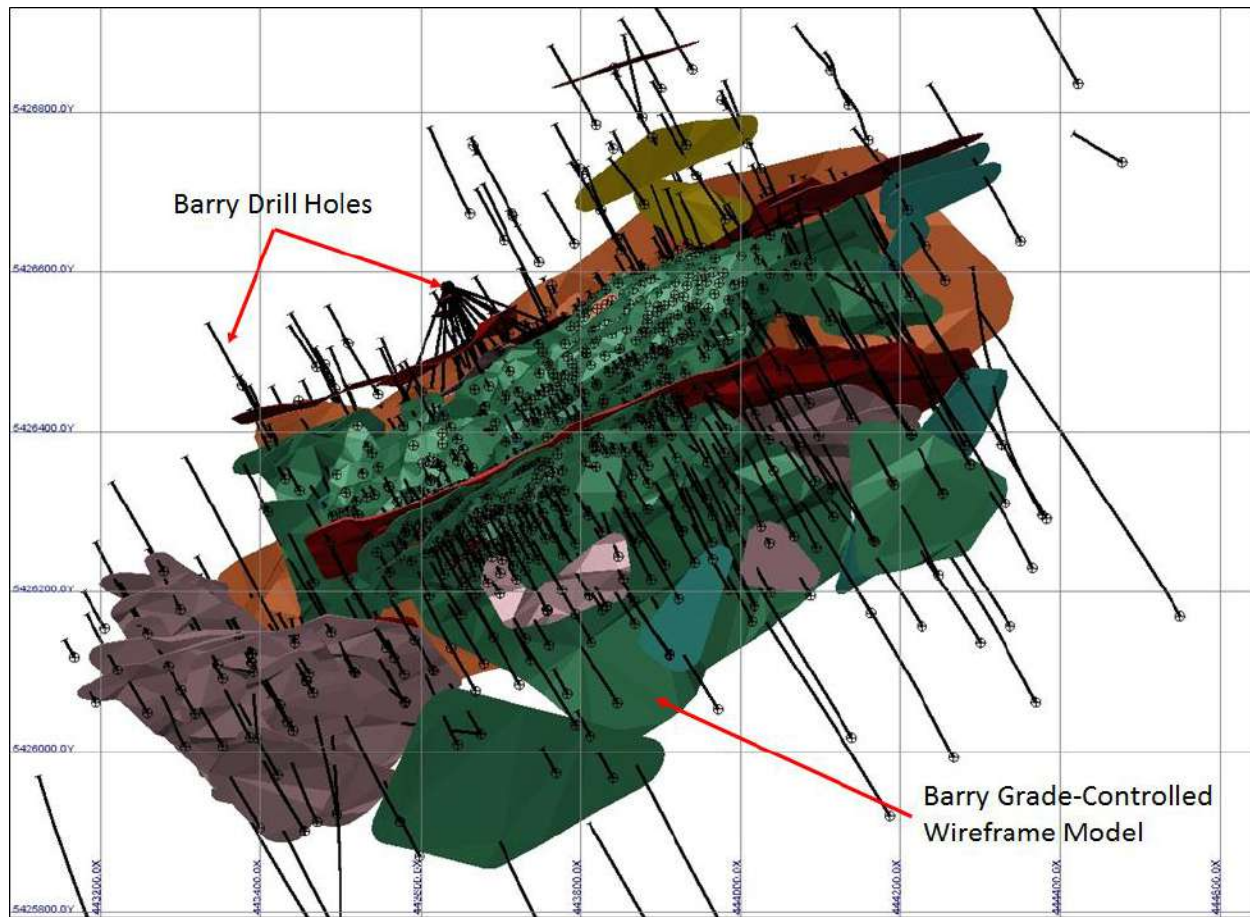 5426800.0Y
Barry Drill Holes
5426600.0Y
5426400.0Y
5426200.0Y
5426000.0Y
Barry Grade-Controlled
Wireframe Model
5425800.0Y
443200.0X
443400.0X
443600.0X
443800.0X
444000.0X
444200.0X
444400.0X
444600.0X